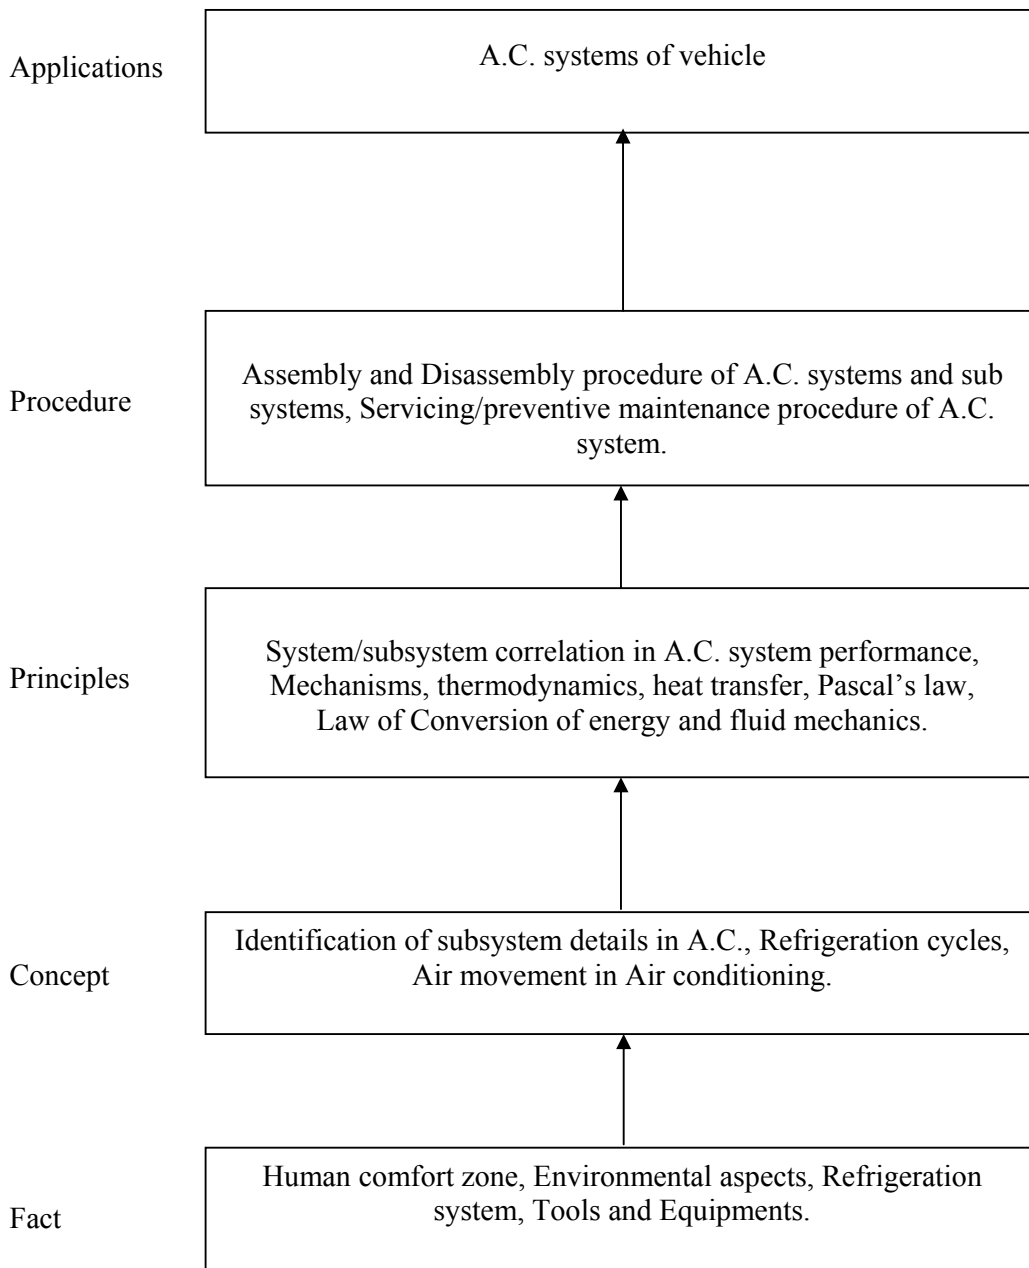 Applications
A.C. systems of vehicle
Procedure
Assembly and Disassembly procedure of A.C. systems and sub
systems, Servicing/preventive maintenance procedure of A.C.
system.
Principles
System/subsystem correlation in A.C. system performance,
Mechanisms, thermodynamics, heat transfer, Pascal’s law,
Law of Conversion of energy and fluid mechanics.
Concept
Identification of subsystem details in A.C., Refrigeration cycles,
Air movement in Air conditioning.
Fact
Human comfort zone, Environmental aspects, Refrigeration
system, Tools and Equipments.